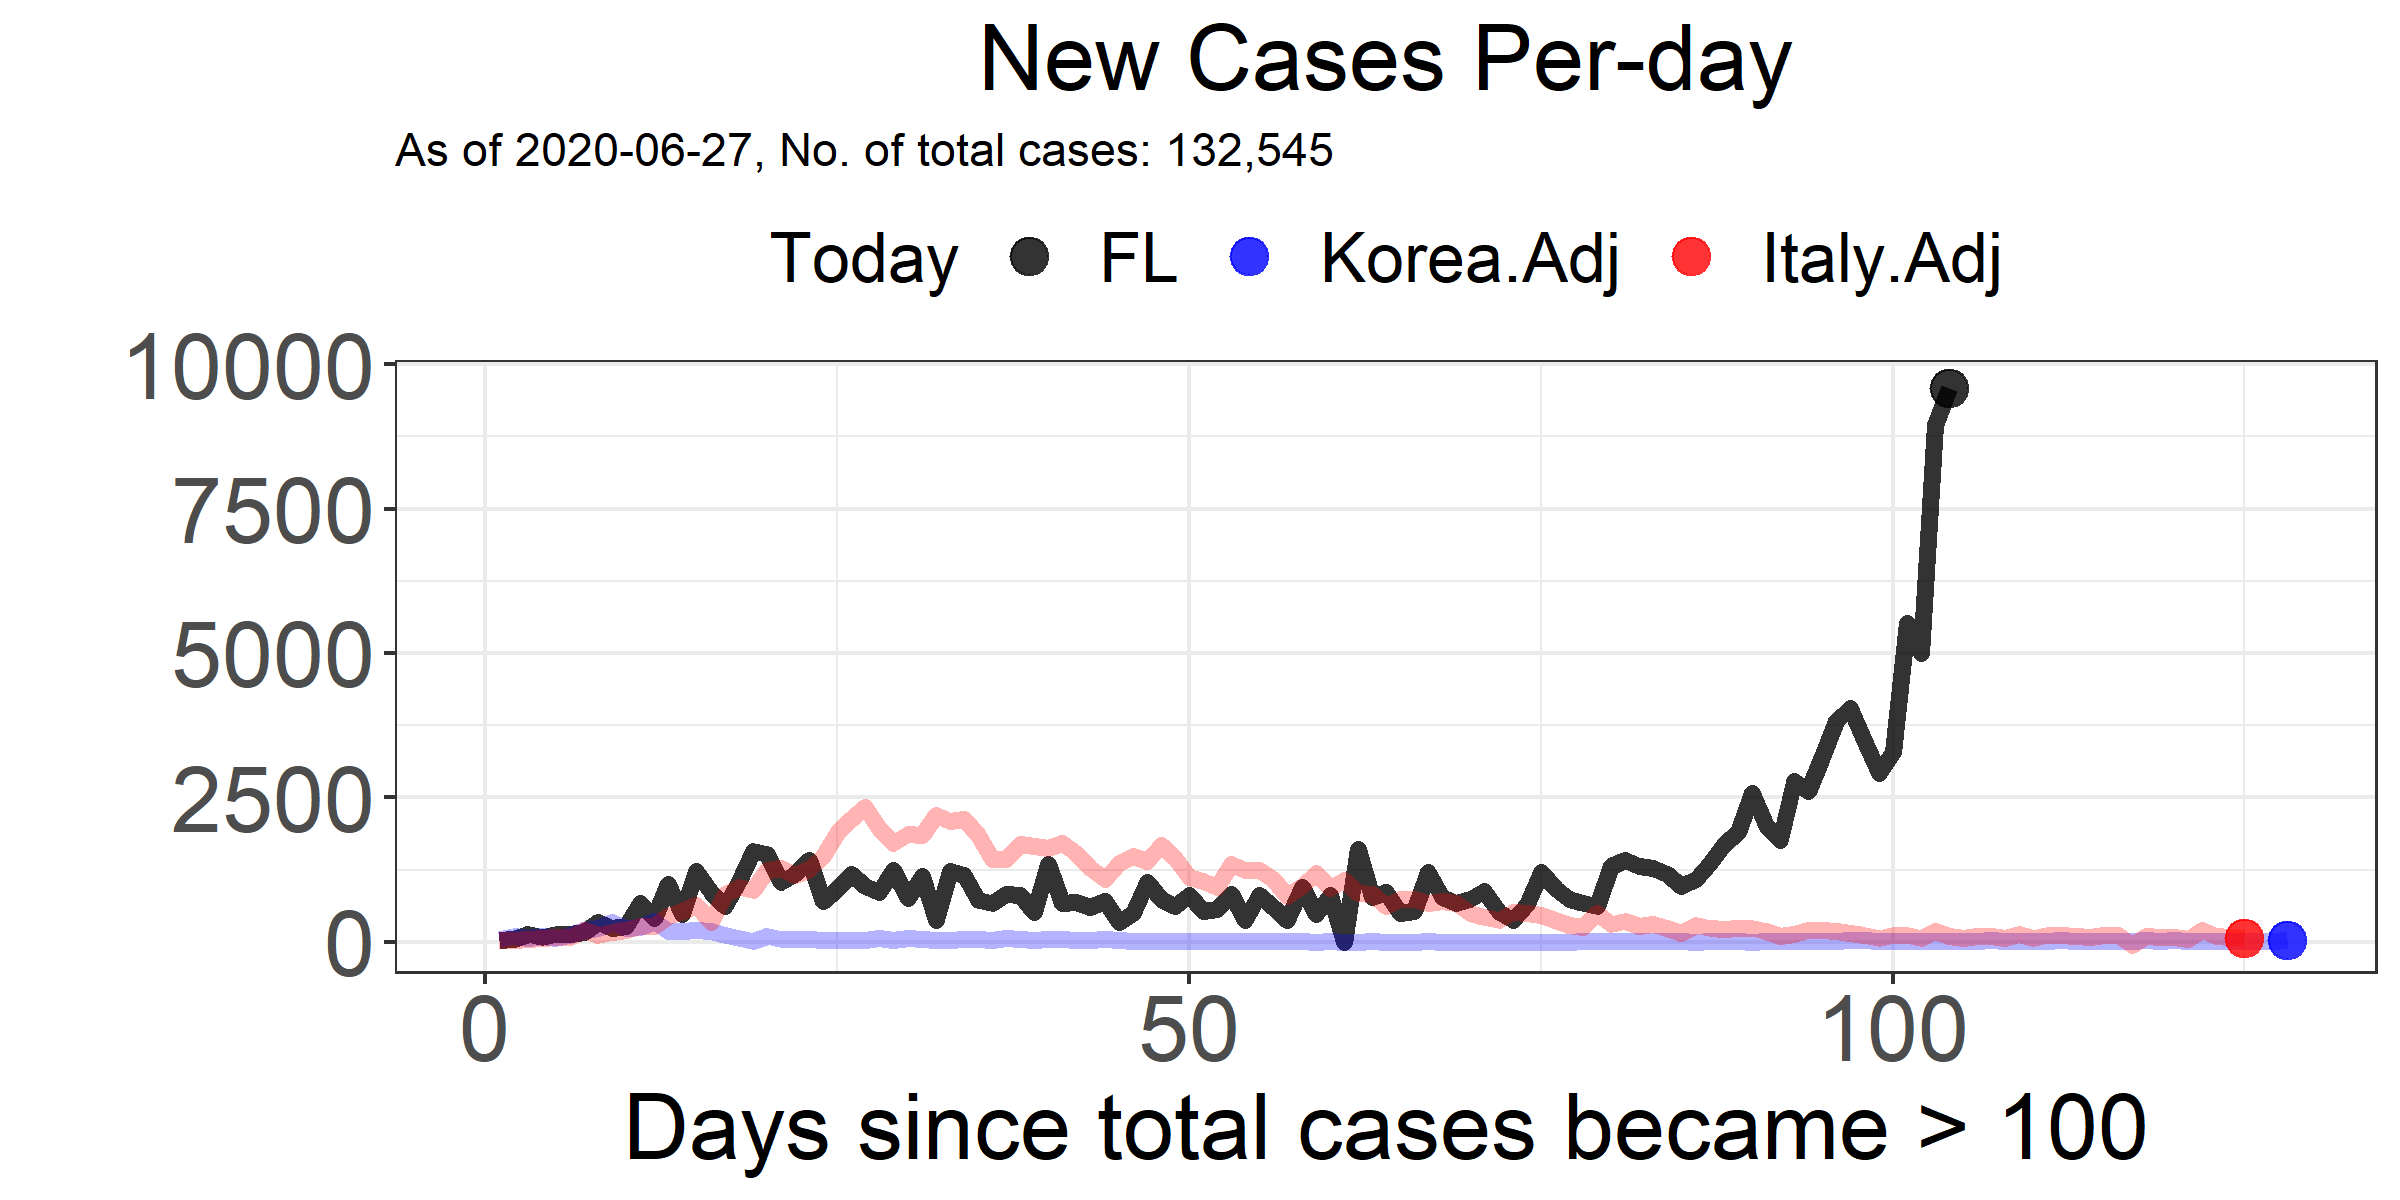 New Cases Per-day
As of 2020-06-27, No. of total cases: 132,545
Today FL Korea.Adj Italy.Adj
10000
7500
5000
2500
0
0 50 100
Days since total cases became > 100